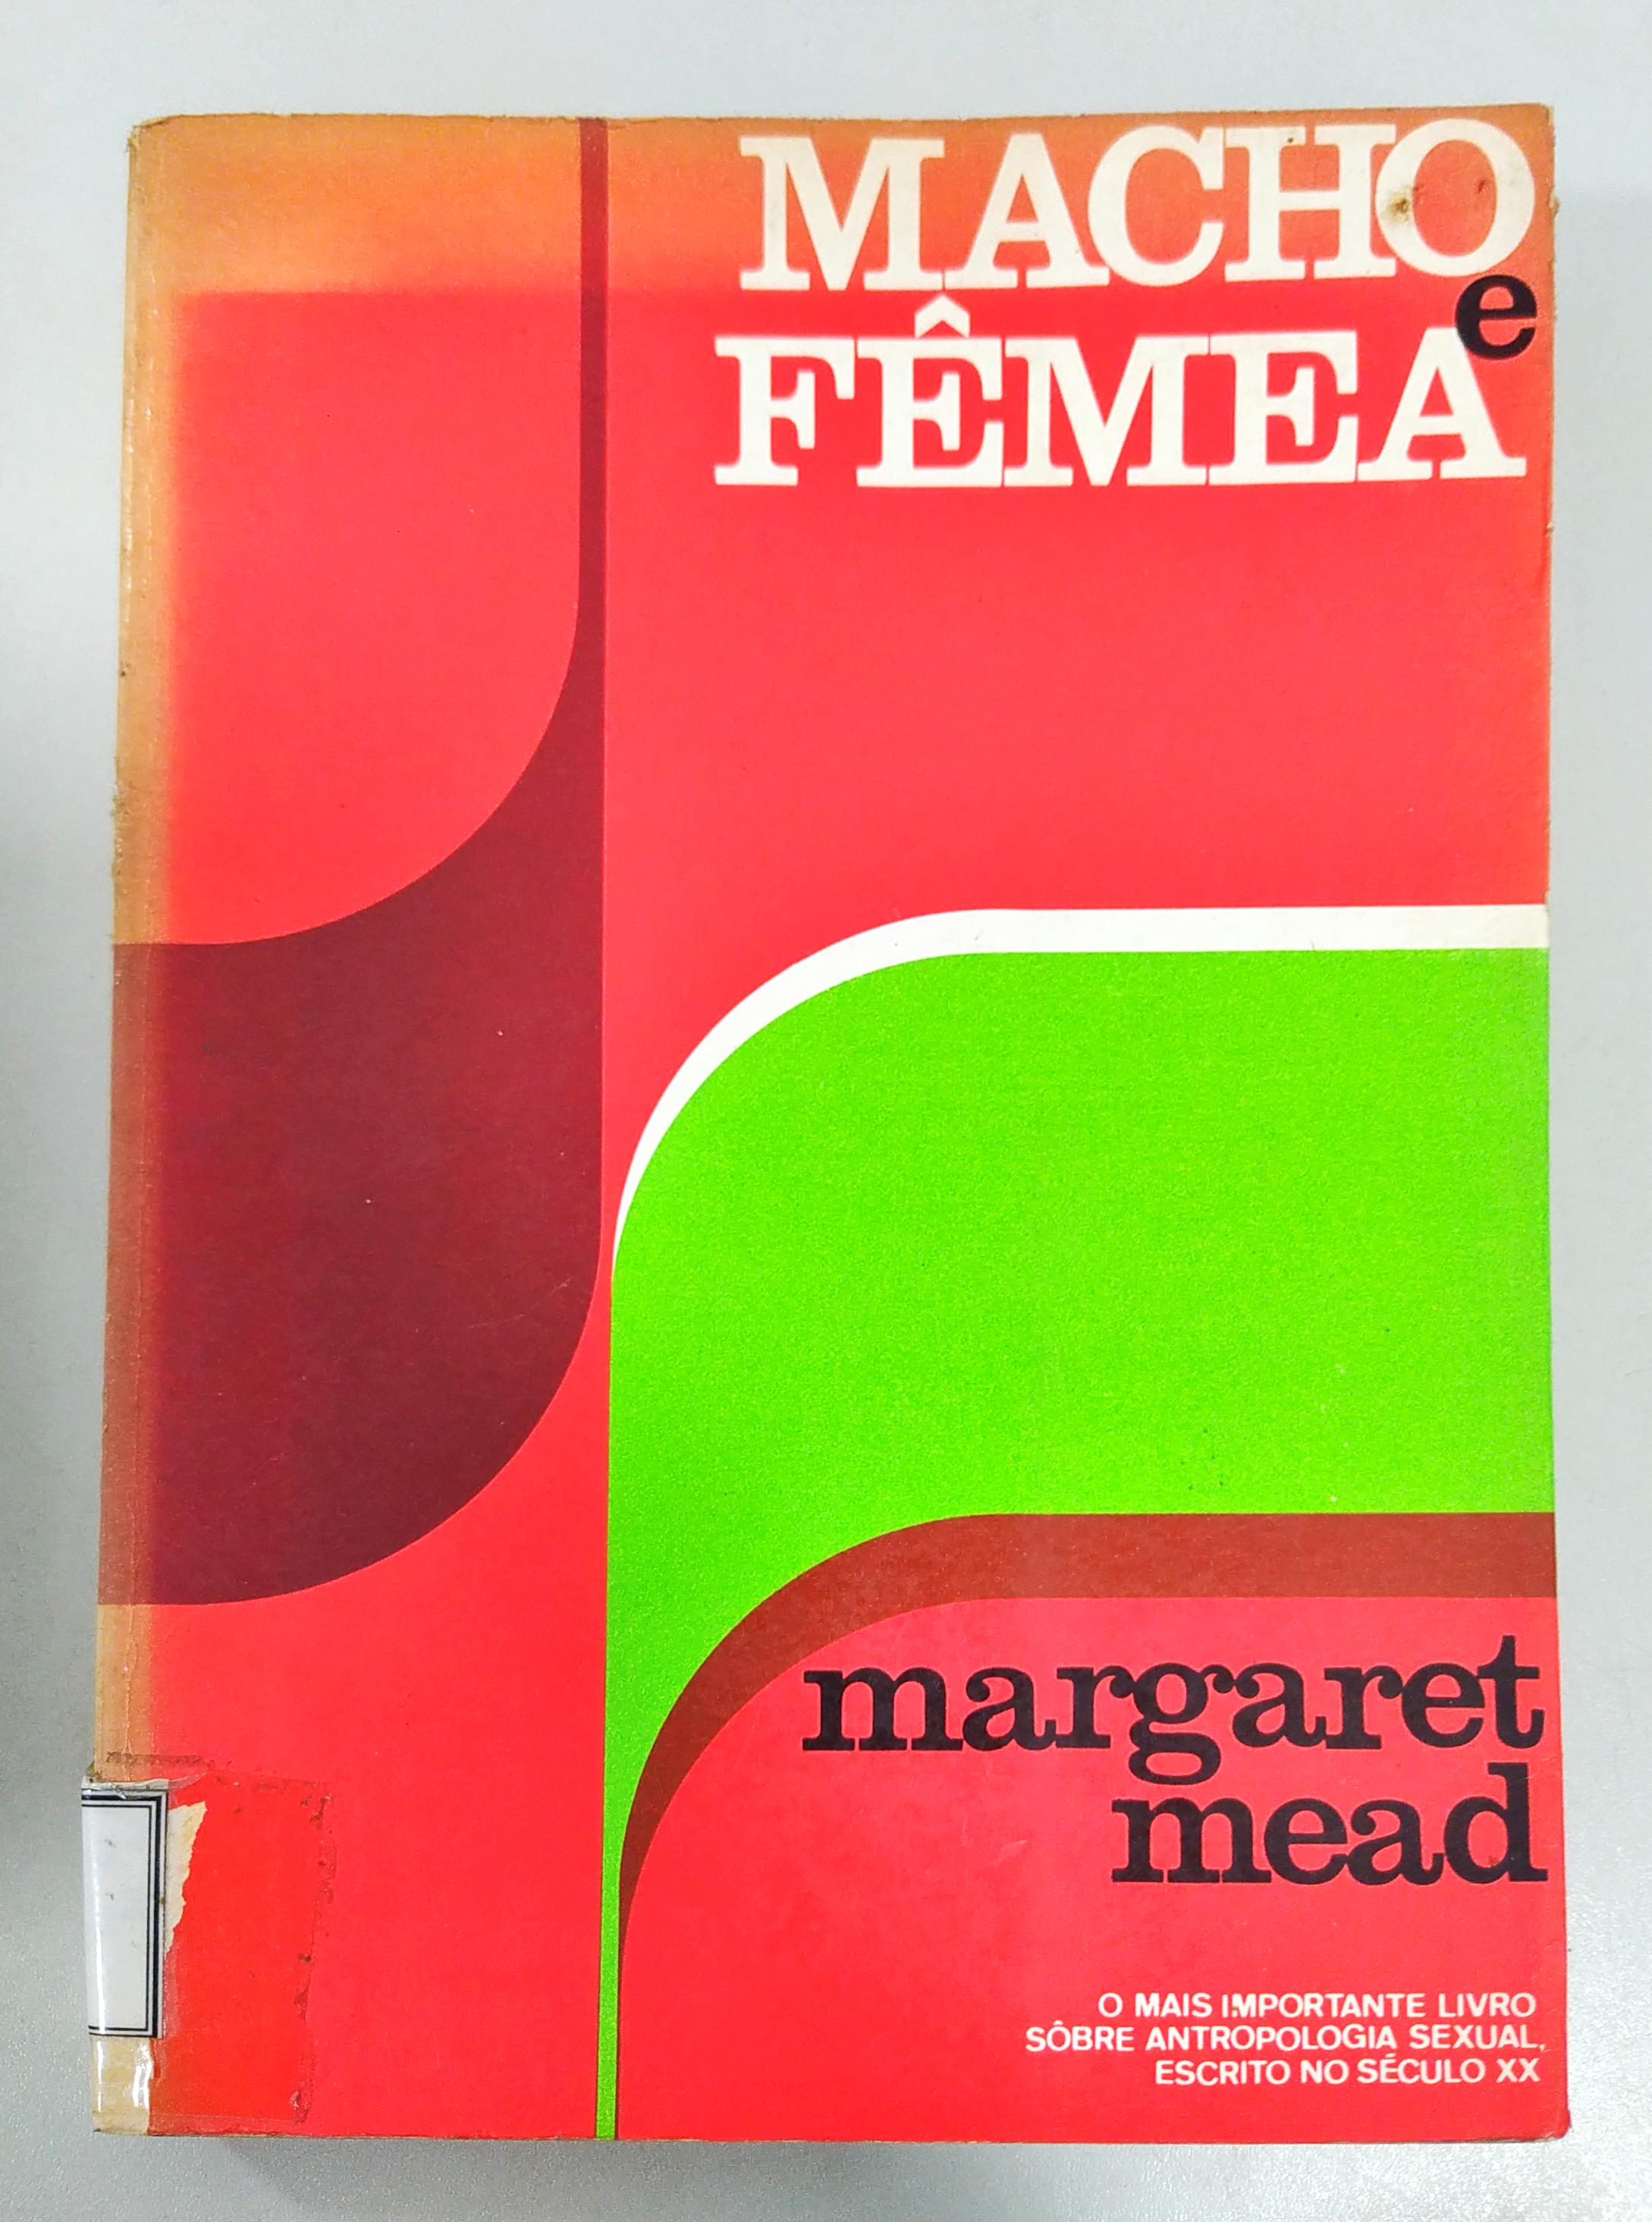 MACHO
e
FÊMEA
margaret
mead
O MAIS IMPORTANTE LIVRO
SÔBRE ANTROPOLOGIA SEXUAL,
ESCRITO NO SÉCULO XX